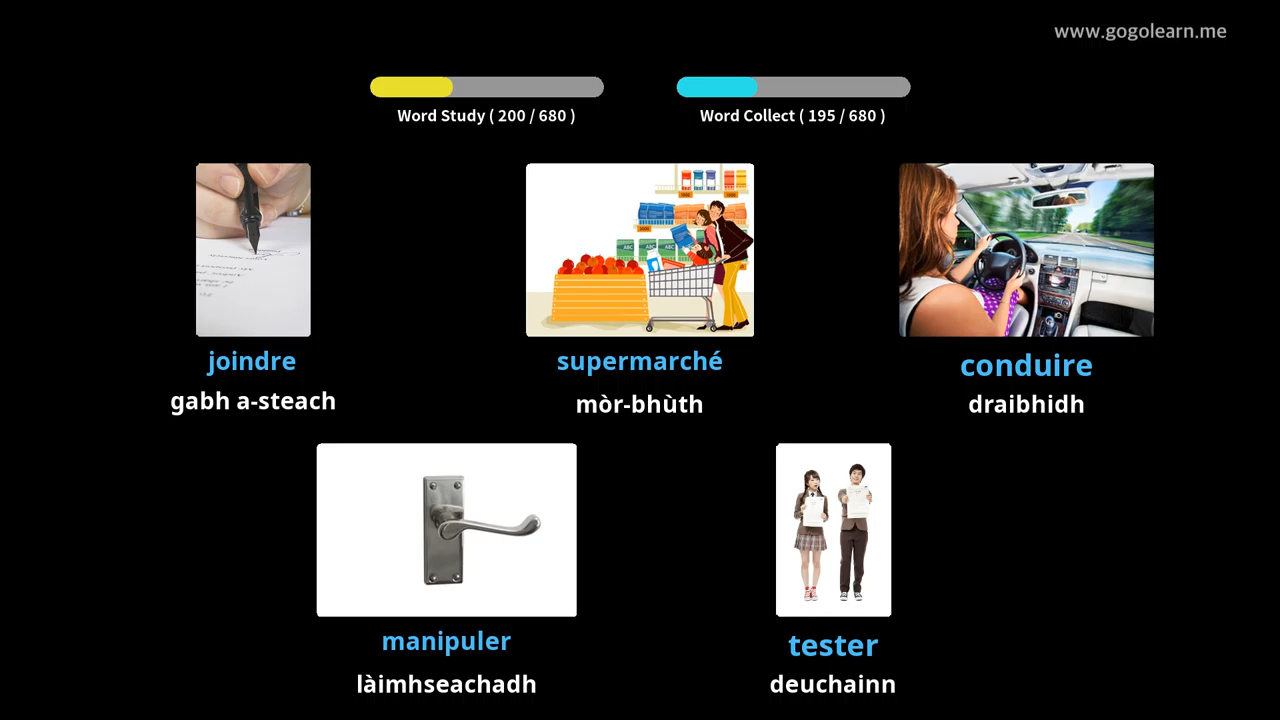 www.gogolearn.me
Word Study ( 200 / 680 )
Word Collect ( 195 / 680 )
joindre
gabh a-steach
supermarché
mòr-bhùth
conduire
draibhidh
manipuler
làimhseachadh
tester
deuchainn